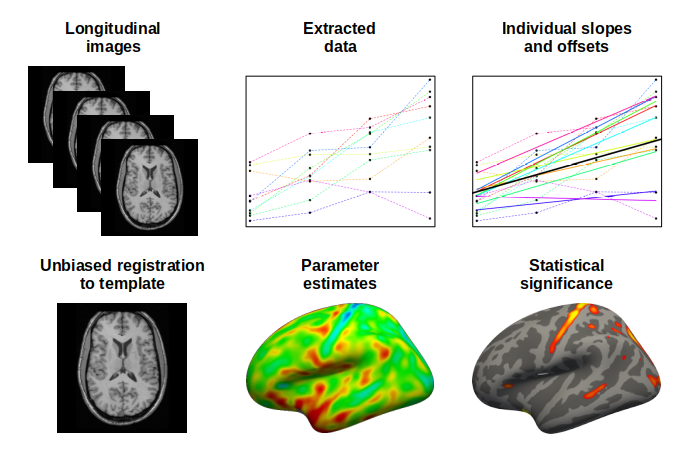 Longitudinal
images
Extracted
data
Individual slopes
and offsets
Unbiased registration
to template
Parameter
estimates
Statistical
significance